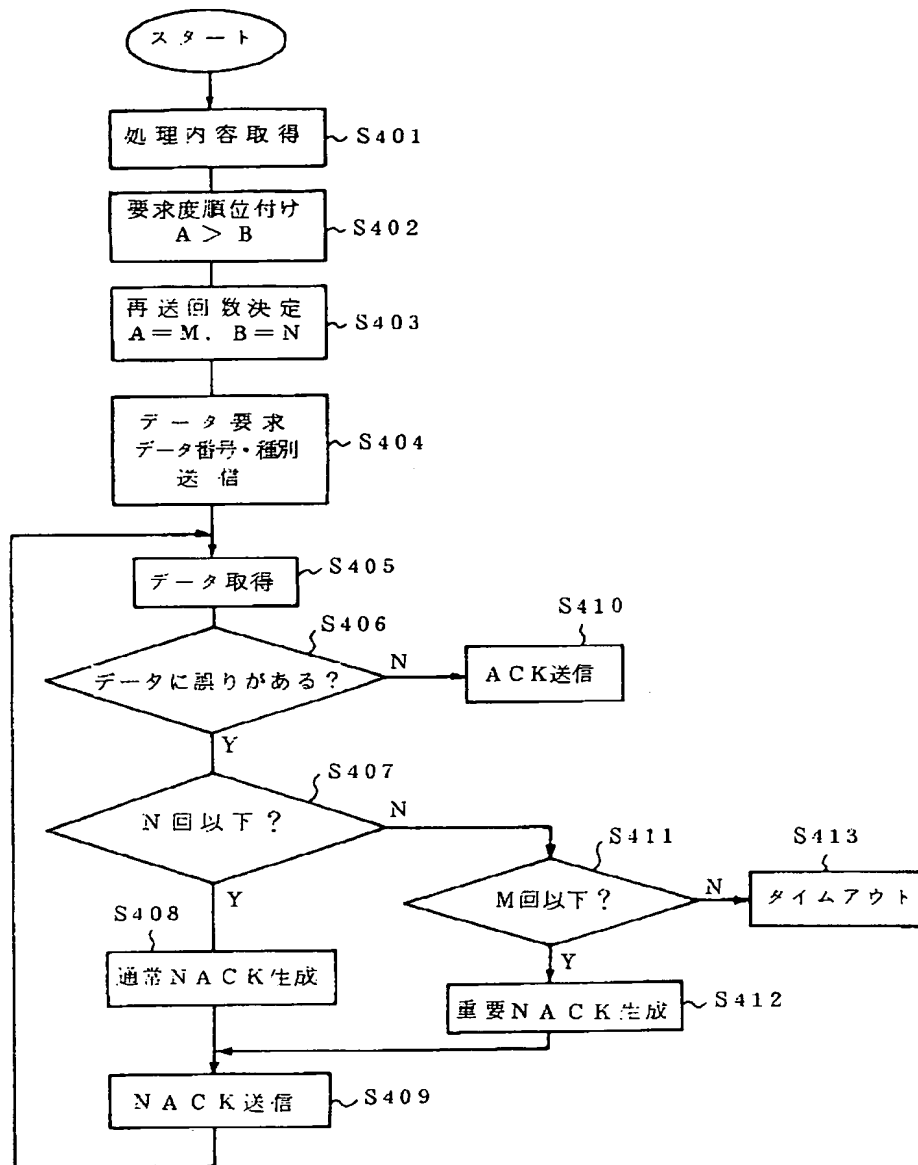 スタート
処理内容取得
S401
要求度順位付け
A > B
S402
再送回数決定
A=M. B=N
S403
データ要求
データ番号・種別
送信
S404
データ取得
S405
S406
データに誤りがある?
N
Y
S410
ACK送信
S407
N回以下?
N
Y
S411
M回以下?
N
Y
S413
タイムアウト
S408
通常NACK生成
重要NACK生成
S412
NACK送信
S409